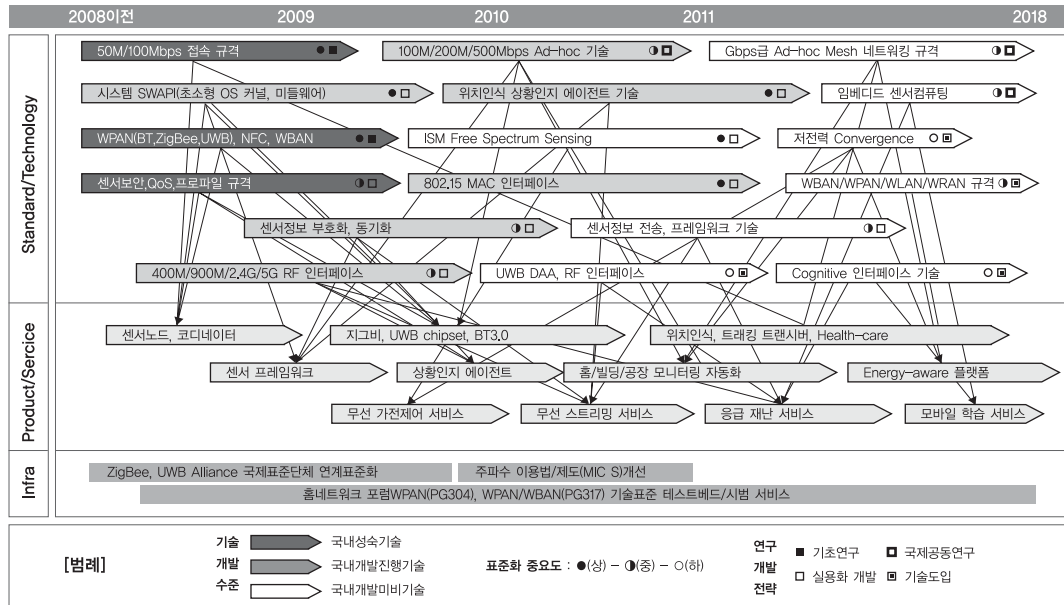 2008이전 2009 2010 2011 2018
Standard/Technology
50M/100Mbps 접속 규격 ●■
100M/200M/500Mbps Ad-hoc 기술 ◑□
Gbps급 Ad-hoc Mesh 네트워킹 규격 ◑□
시스템 SWAPI(초소형 OS 커널, 미들웨어) ●□
위치인식 상황인지 에이전트 기술 ●□
임베디드 센서컴퓨팅 ◑□
WPAN(BT,ZigBee,UWB), NFC, WBAN ●■
ISM Free Spectrum Sensing ●□
저전력 Convergence ○▣
센서보안,QoS,프로파일 규격 ◑□
802.15 MAC 인터페이스 ●□
WBAN/WPAN/WLAN/WRAN 규격 ◑▣
센서정보 부호화, 동기화 ◑□
센서정보 전송, 프레임워크 기술 ◑□
400M/900M/2.4G/5G RF 인터페이스 ◑□
UWB DAA, RF 인터페이스 ○▣
Cognitive 인터페이스 기술 ○▣
Product/Sercice
센서노드, 코디네이터
지그비, UWB chipset, BT3.0
위치인식, 트래킹 트랜시버, Health-care
센서 프레임워크
상황인지 에이전트
홈/빌딩/공장 모니터링 자동화
Energy-aware 플랫폼
무선 가전제어 서비스
무선 스트리밍 서비스
응급 재난 서비스
모바일 학습 서비스
Infra
ZigBee, UWB Alliance 국제표준단체 연계표준화
주파수 이용법/제도(MIC S)개선
홈네트워크 포럼WPAN(PG304), WPAN/WBAN(PG317) 기술표준 테스트베드/시범 서비스
[범례]
기술 개발 수준
국내성숙기술
국내개발진행기술
국내개발미비기술
표준화 중요도 : ●(상) - ◑(중) - ○(하)
연구 개발 전략
■ 기초연구 □ 국제공동연구
□ 실용화 개발 ▣ 기술도입